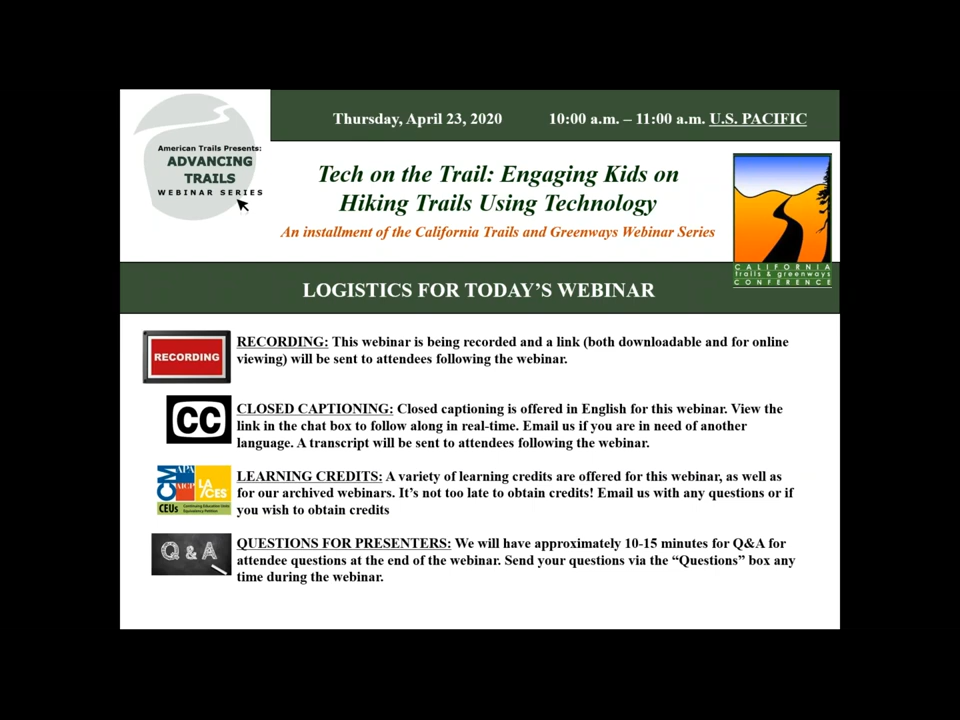 American Trails Presents:
ADVANCING
TRAILS
WEBINAR SERIES
Thursday, April 23, 2020 10:00 a.m. – 11:00 a.m. U.S. PACIFIC
Tech on the Trail: Engaging Kids on
Hiking Trails Using Technology
An installment of the California Trails and Greenways Webinar Series
CALIFORNIA
trails & greenways
CONFERENCE
LOGISTICS FOR TODAY'S WEBINAR
RECORDING
RECORDING: This webinar is being recorded and a link (both downloadable and for online
viewing) will be sent to attendees following the webinar.
CC
CLOSED CAPTIONING: Closed captioning is offered in English for this webinar. View the
link in the chat box to follow along in real-time. Email us if you are in need of another
language. A transcript will be sent to attendees following the webinar.
CM
APA
AICP
LA
CES
CEUs
Continuing Education Units
Equivalency Petition
LEARNING CREDITS: A variety of learning credits are offered for this webinar, as well as
for our archived webinars. It's not too late to obtain credits! Email us with any questions or if
you wish to obtain credits
Q & A
QUESTIONS FOR PRESENTERS: We will have approximately 10-15 minutes for Q&A for
attendee questions at the end of the webinar. Send your questions via the "Questions" box any
time during the webinar.